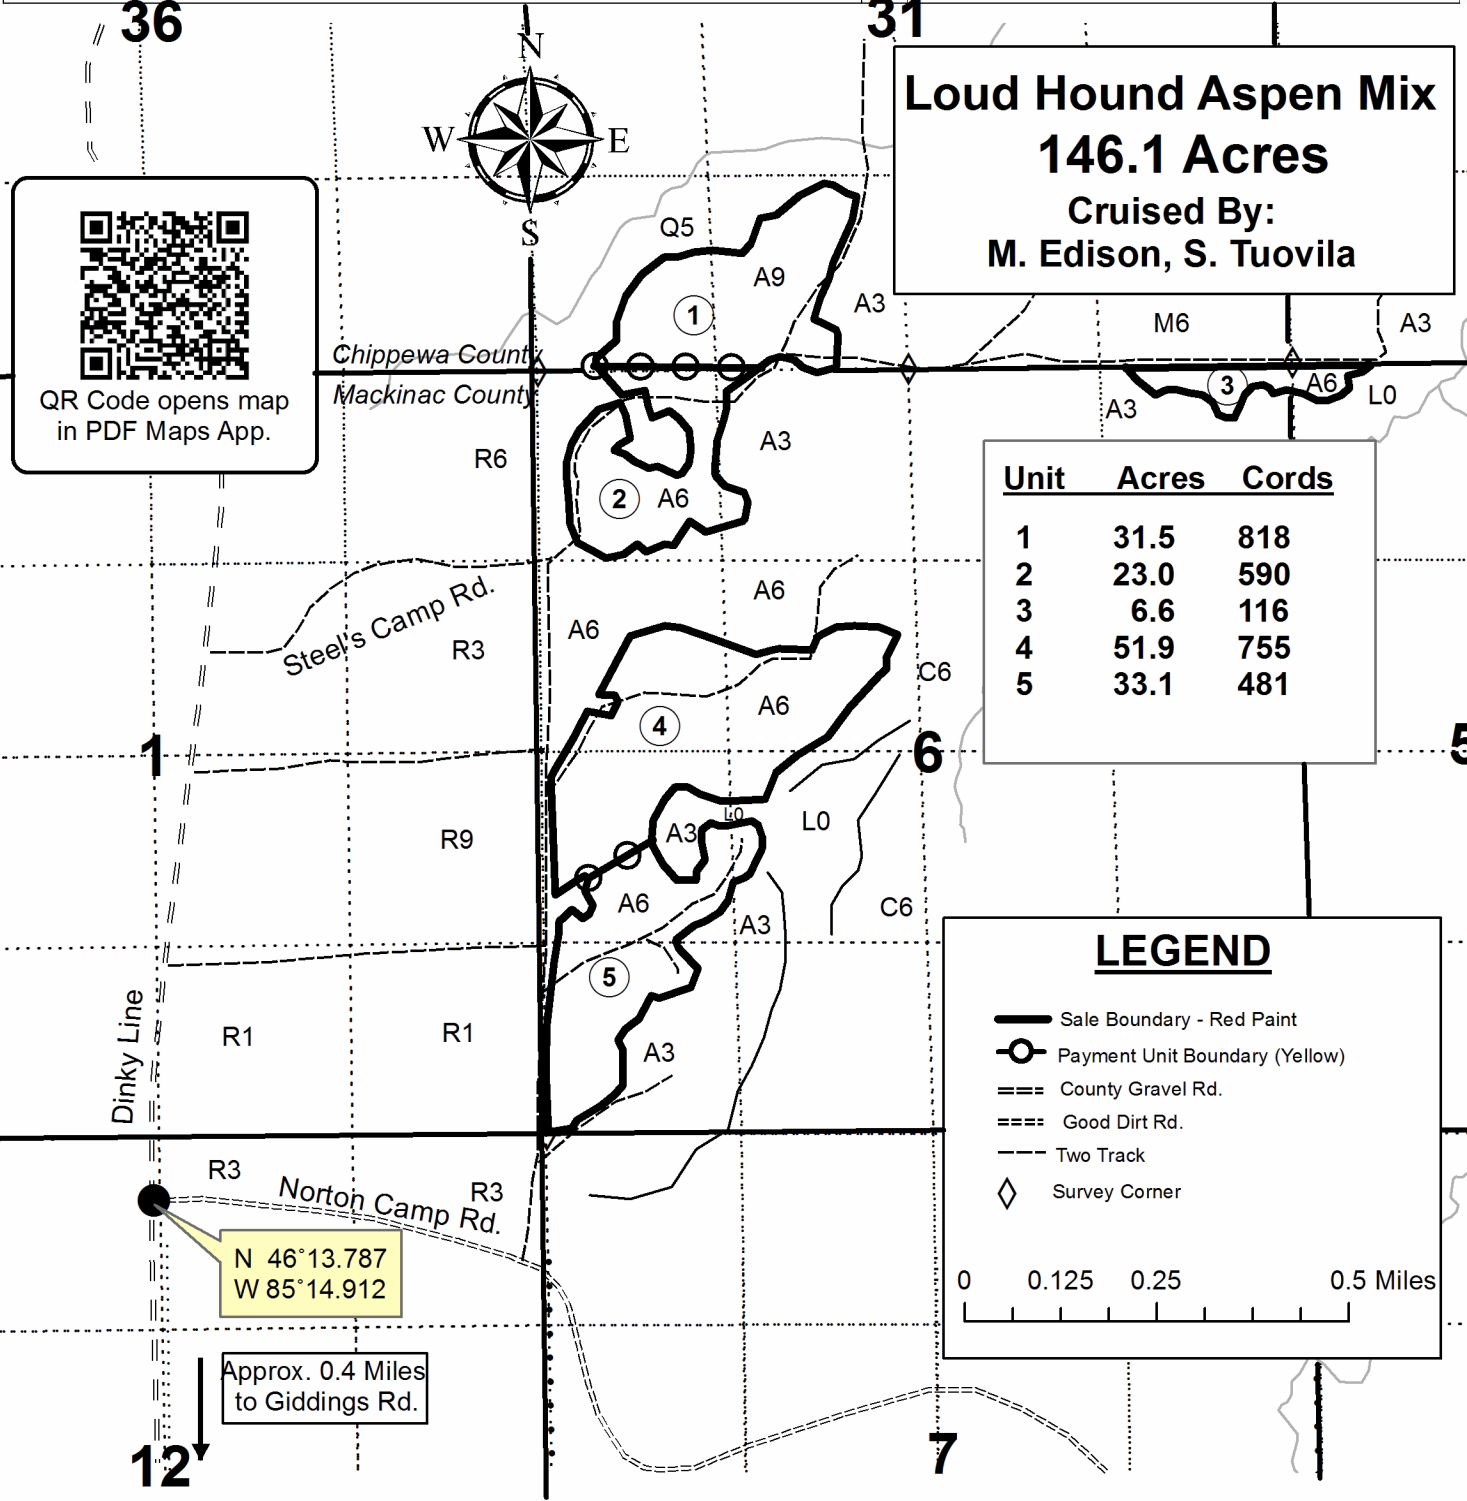 36
31
N
W
E
S
Loud Hound Aspen Mix
146.1 Acres
Cruised By:
M. Edison, S. Tuovila
QR Code opens map
in PDF Maps App.
Q5
A9
1
A3
M6
A3
Chippewa County
Mackinac County
3
A6
L0
A3
R6
A3
2
A6
Unit Acres Cords
1 31.5 818
2 23.0 590
3 6.6 116
4 51.9 755
5 33.1 481
Steel's Camp Rd.
R3
A6
A6
C6
4
A6
1
6
5
R9
A3
L0
L0
A6
A3
C6
5
Dinky Line
R1
R1
A3
LEGEND
Sale Boundary - Red Paint
Payment Unit Boundary (Yellow)
County Gravel Rd.
Good Dirt Rd.
Two Track
Survey Corner
0 0.125 0.25 0.5 Miles
R3
Norton Camp Rd.
R3
N 46°13.787
W 85°14.912
Approx. 0.4 Miles
to Giddings Rd.
12
7